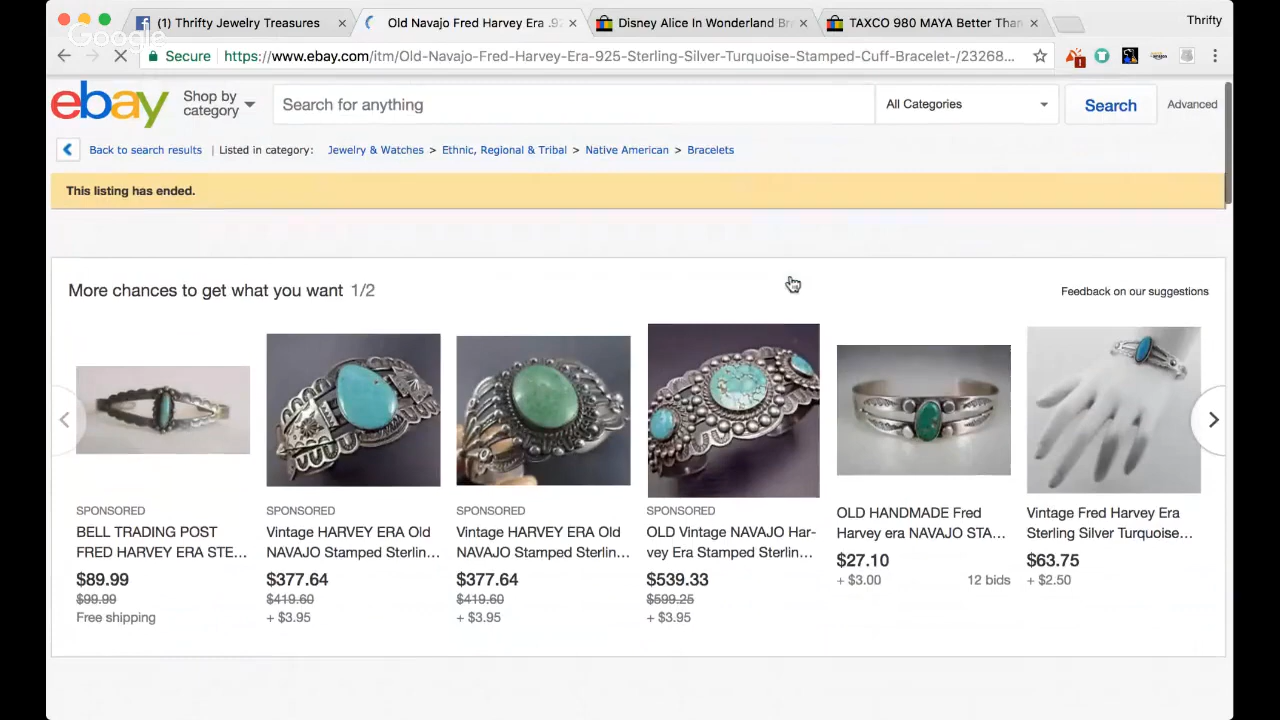 (1) Thrifty Jewelry Treasures
Old Navajo Fred Harvey Era .9
Disney Alice In Wonderland Br
TAXCO 980 MAYA Better Than
Thrifty
Google
Secure
https://www.ebay.com/itm/Old-Navajo-Fred-Harvey-Era-925-Sterling-Silver-Turquoise-Stamped-Cuff-Bracelet-/23268...
1
ebay
Shop by
category
Search for anything
All Categories
Search
Advanced
Back to search results | Listed in category: Jewelry & Watches > Ethnic, Regional & Tribal > Native American > Bracelets
This listing has ended.
More chances to get what you want 1/2
Feedback on our suggestions
SPONSORED
BELL TRADING POST
FRED HARVEY ERA STE...
$89.99
$99.99
Free shipping
SPONSORED
Vintage HARVEY ERA Old
NAVAJO Stamped Sterlin...
$377.64
$419.60
+ $3.95
SPONSORED
Vintage HARVEY ERA Old
NAVAJO Stamped Sterlin...
$377.64
$419.60
+ $3.95
SPONSORED
OLD Vintage NAVAJO Har-
vey Era Stamped Sterlin...
$539.33
$599.25
+ $3.95
OLD HANDMADE Fred
Harvey era NAVAJO STA...
$27.10
+ $3.00
12 bids
Vintage Fred Harvey Era
Sterling Silver Turquoise...
$63.75
+ $2.50